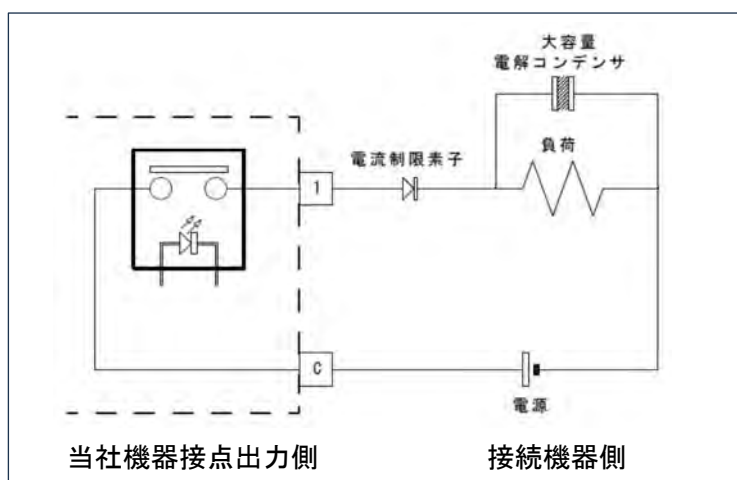 大容量
電解コンデンサ
電流制限素子
負荷
1
C
電源
当社機器接点出力側
接続機器側